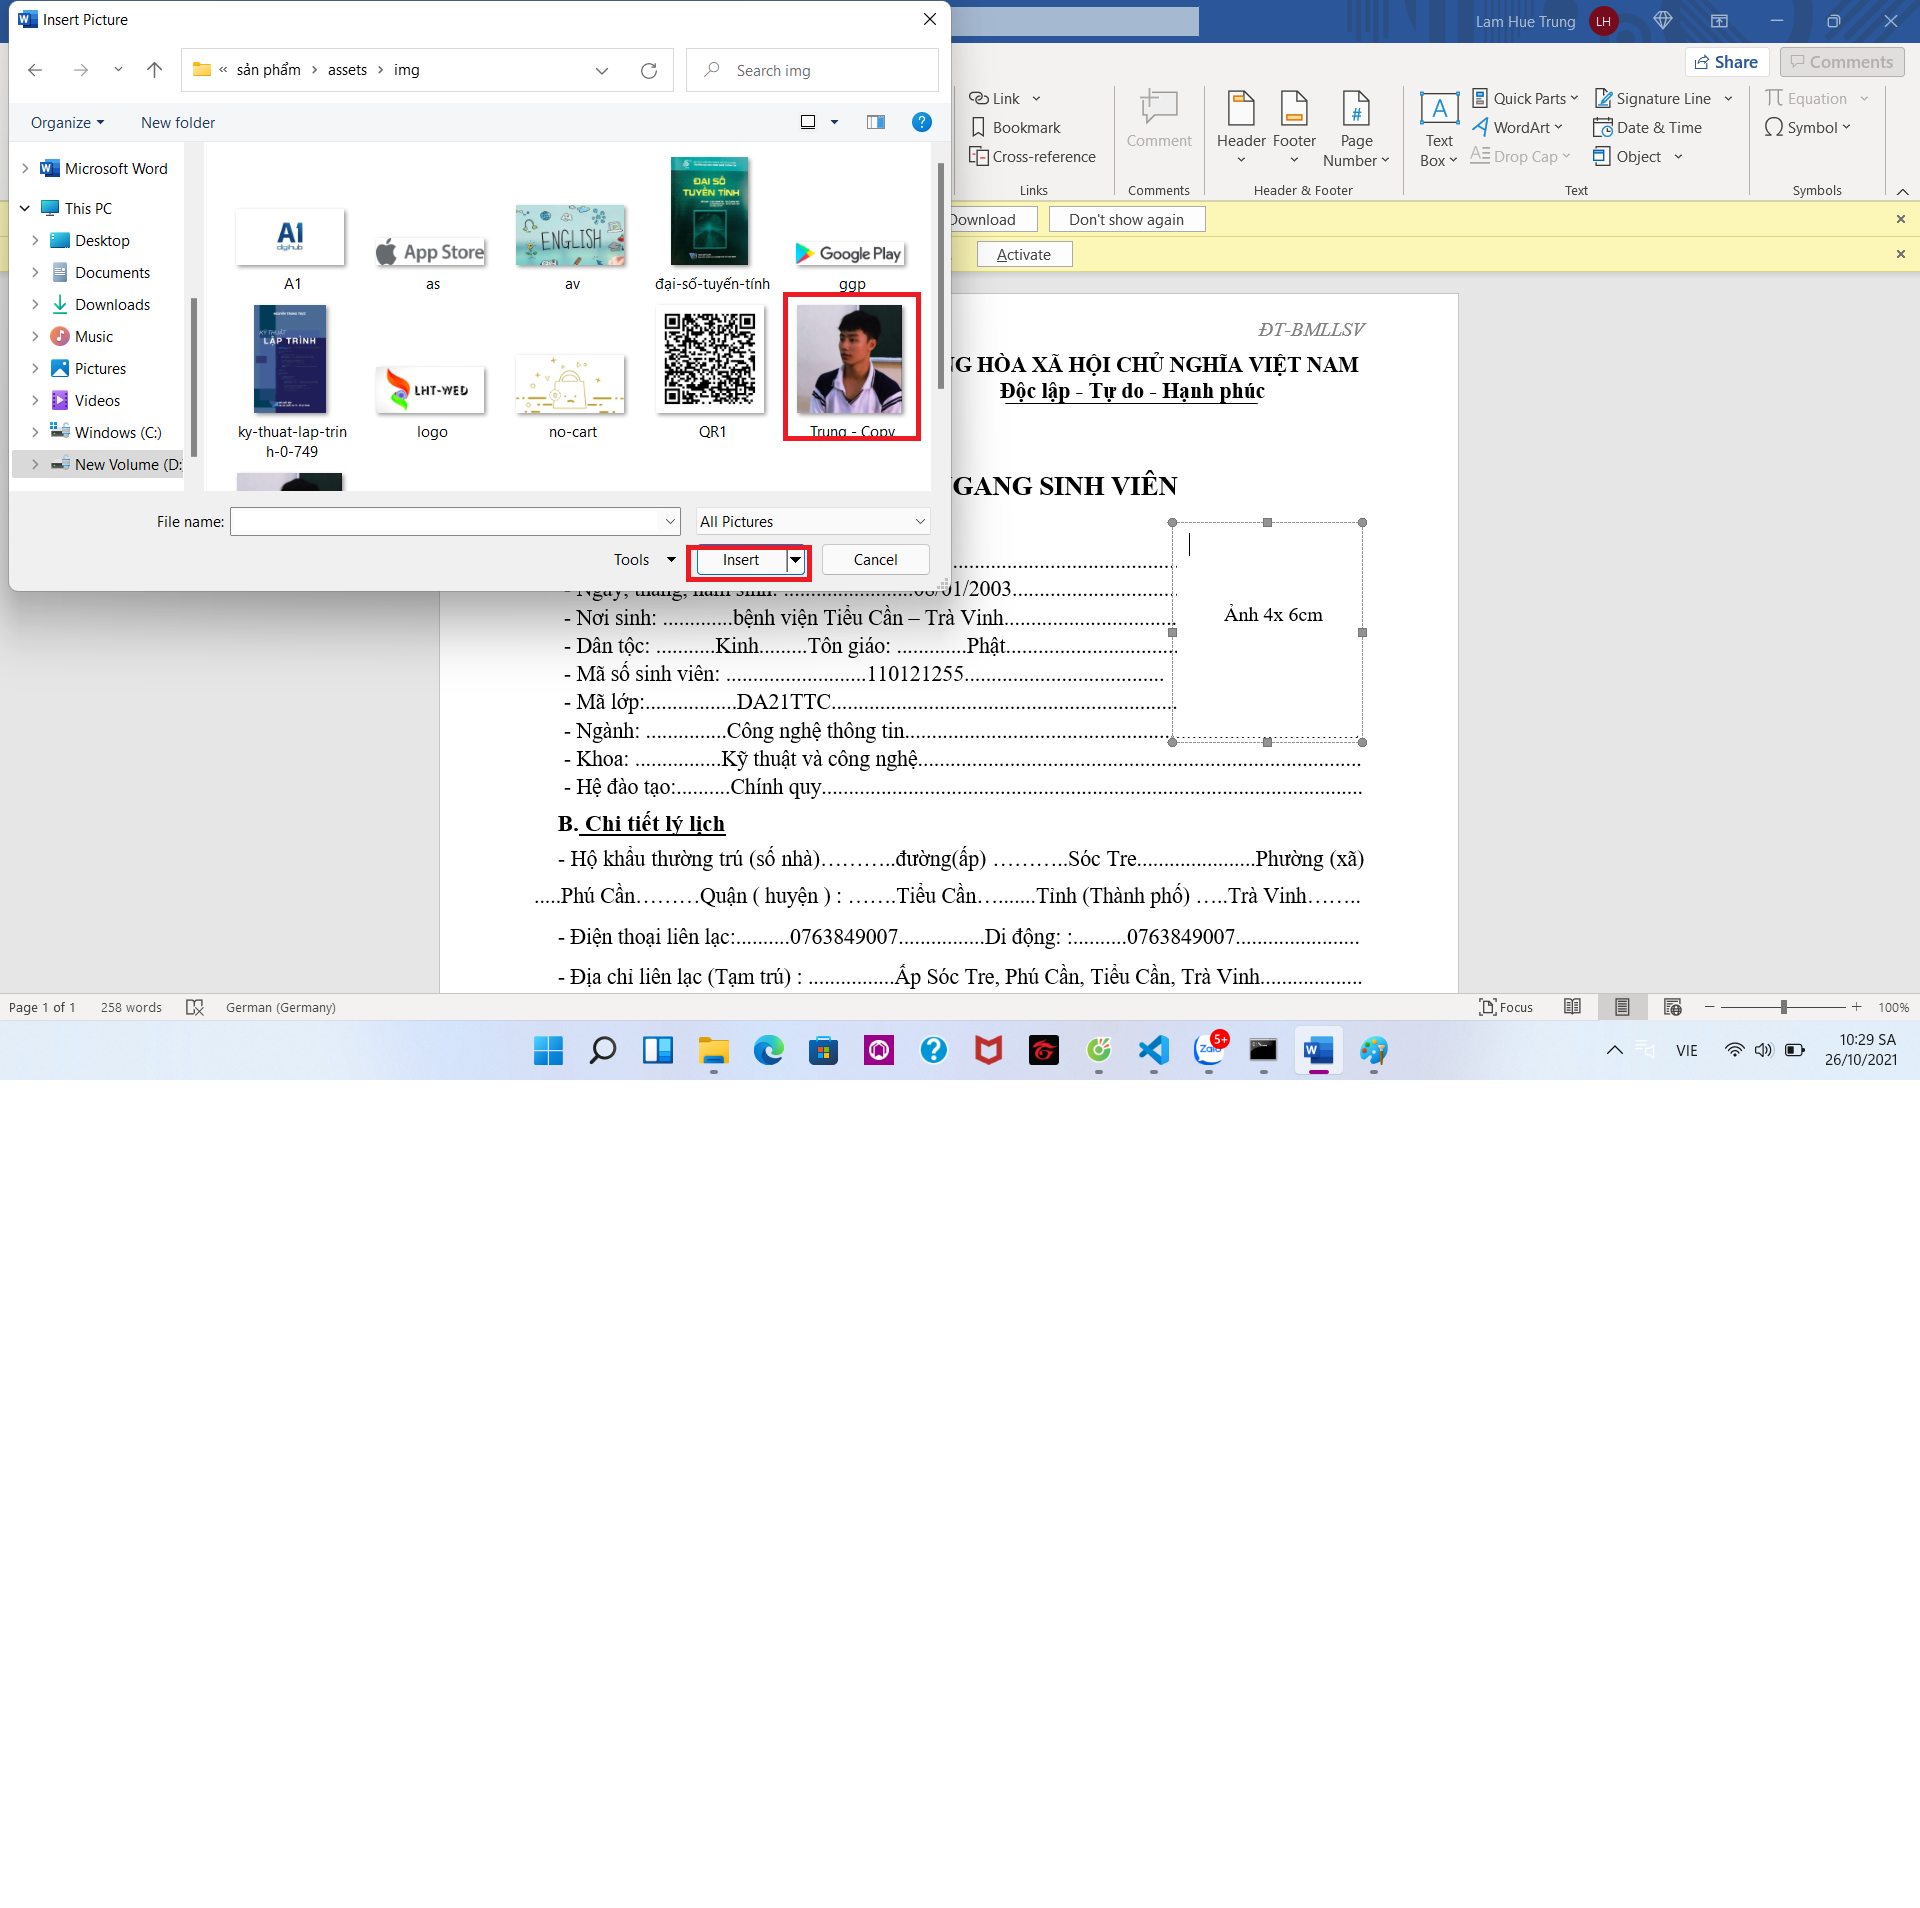 Insert Picture
Lam Hue Trung LH
« sản phẩm > assets > img
Search img
Share Comments
Organize New folder
Link
Bookmark
Cross-reference
Links
Comment
Comments
Header Footer Page Number
Header & Footer
Text Box
Quick Parts
WordArt
Drop Cap
Signature Line
Date & Time
Object
Text
Equation
Symbol
Symbols
Download Don't show again
Activate
Microsoft Word
This PC
Desktop
Documents
Downloads
Music
Pictures
Videos
Windows (C:)
New Volume (D:
A1
digihub
App Store
ENGLISH
ĐẠI SỐ
TUYẾN TÍNH
Google Play
A1 as av đại-số-tuyến-tính ggp
KỸ THUẬT
LẬP TRÌNH
LHT-WED
ky-thuat-lap-trin
h-0-749
logo no-cart QR1 Trung - Copy
File name: All Pictures
Tools Insert Cancel
ĐT-BMLLSV
NG HÒA XÃ HỘI CHỦ NGHĨA VIỆT NAM
Độc lập - Tự do - Hạnh phúc
NGANG SINH VIÊN
Ảnh 4x 6cm
- Ngày, tháng, năm sinh: ........................08/01/2003..............................
- Nơi sinh: .............bệnh viện Tiểu Cần – Trà Vinh................................
- Dân tộc: ...........Kinh.........Tôn giáo: .............Phật................................
- Mã số sinh viên: ..........................110121255.....................................
- Mã lớp:.................DA21TTC................................................................
- Ngành: ...............Công nghệ thông tin....................................................
- Khoa: ................Kỹ thuật và công nghệ..................................................................................
- Hệ đào tạo:..........Chính quy....................................................................................................
B. Chi tiết lý lịch
- Hộ khẩu thường trú (số nhà)………..đường(ấp) ………..Sóc Tre......................Phường (xã)
.....Phú Cần………Quận ( huyện ) : …….Tiểu Cần….......Tỉnh (Thành phố) …..Trà Vinh……..
- Điện thoại liên lạc:..........0763849007................Di động: :..........0763849007.......................
- Địa chỉ liên lạc (Tạm trú) : ................Ấp Sóc Tre, Phú Cần, Tiểu Cần, Trà Vinh...................
Page 1 of 1 258 words German (Germany) Focus 100%
Zalo 5+
VIE
10:29 SA
26/10/2021